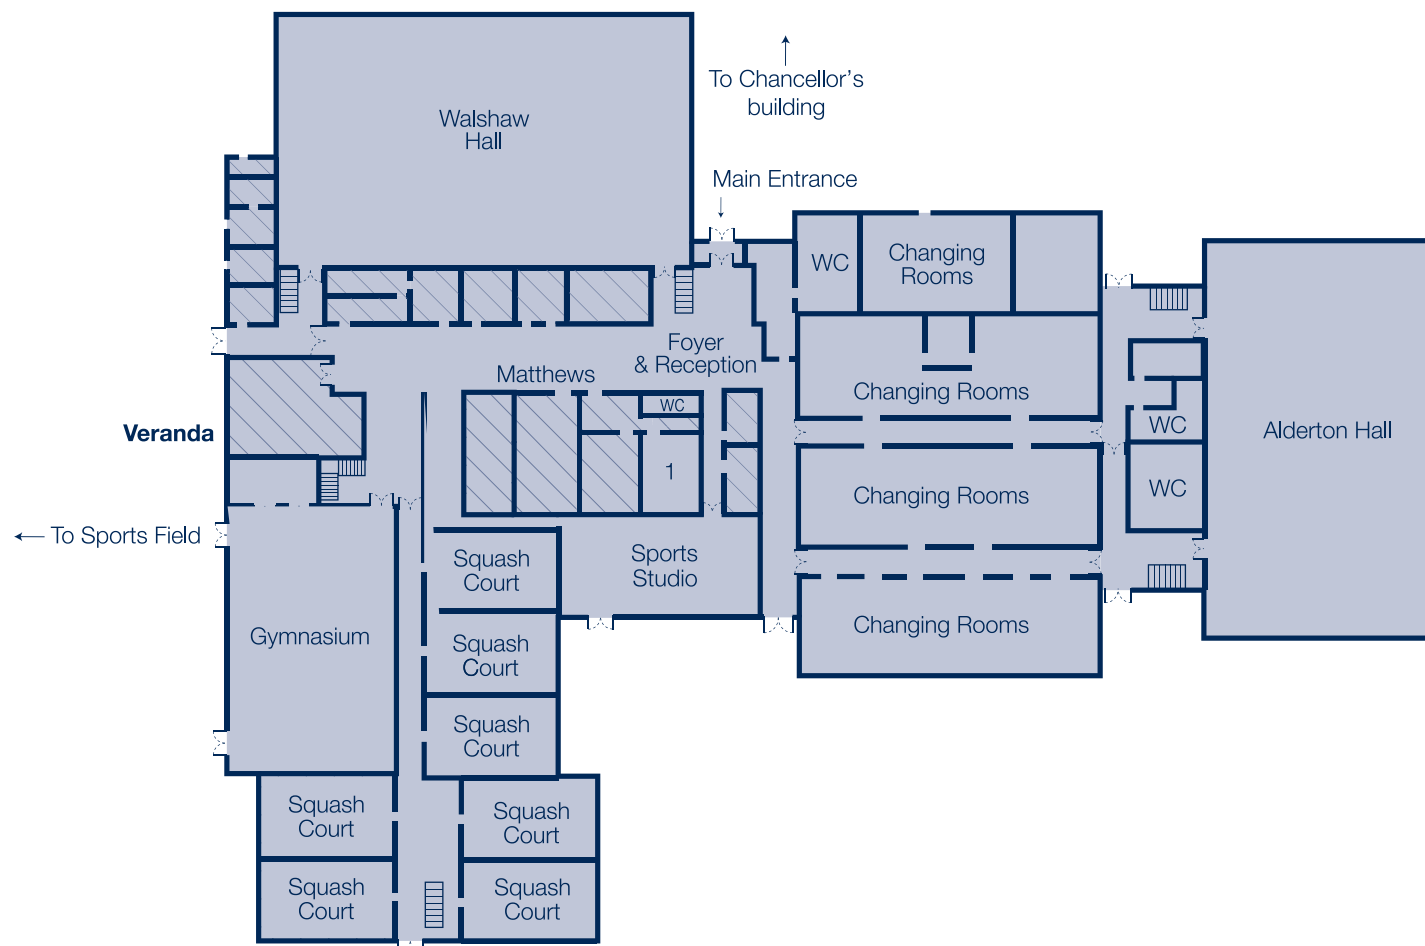 To Chancellor's
building
Walshaw
Hall
Main Entrance
WC
Changing
Rooms
Foyer
& Reception
Matthews
Changing Rooms
WC
WC
Veranda
Alderton Hall
1
Changing Rooms
WC
To Sports Field
Squash
Court
Sports
Studio
Gymnasium
Changing Rooms
Squash
Court
Squash
Court
Squash
Court
Squash
Court
Squash
Court
Squash
Court